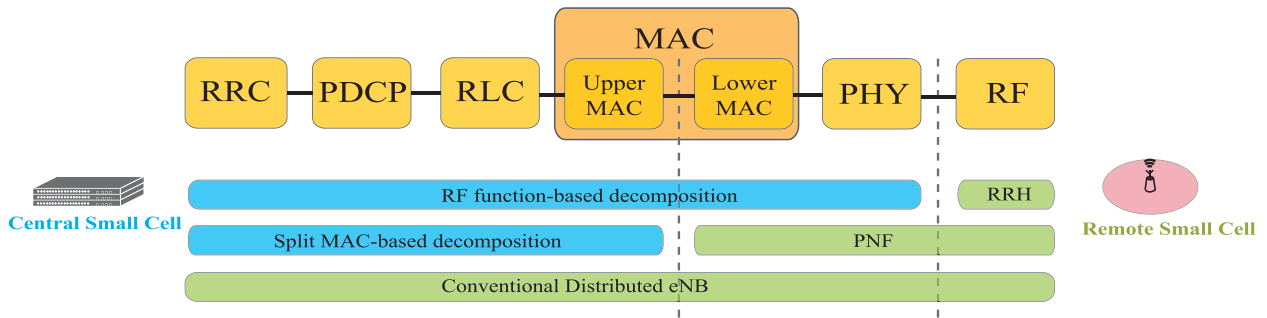 MAC
RRC
PDCP
RLC
Upper
MAC
Lower
MAC
PHY
RF
RF function-based decomposition
RRH
Central Small Cell
Remote Small Cell
Split MAC-based decomposition
PNF
Conventional Distributed eNB